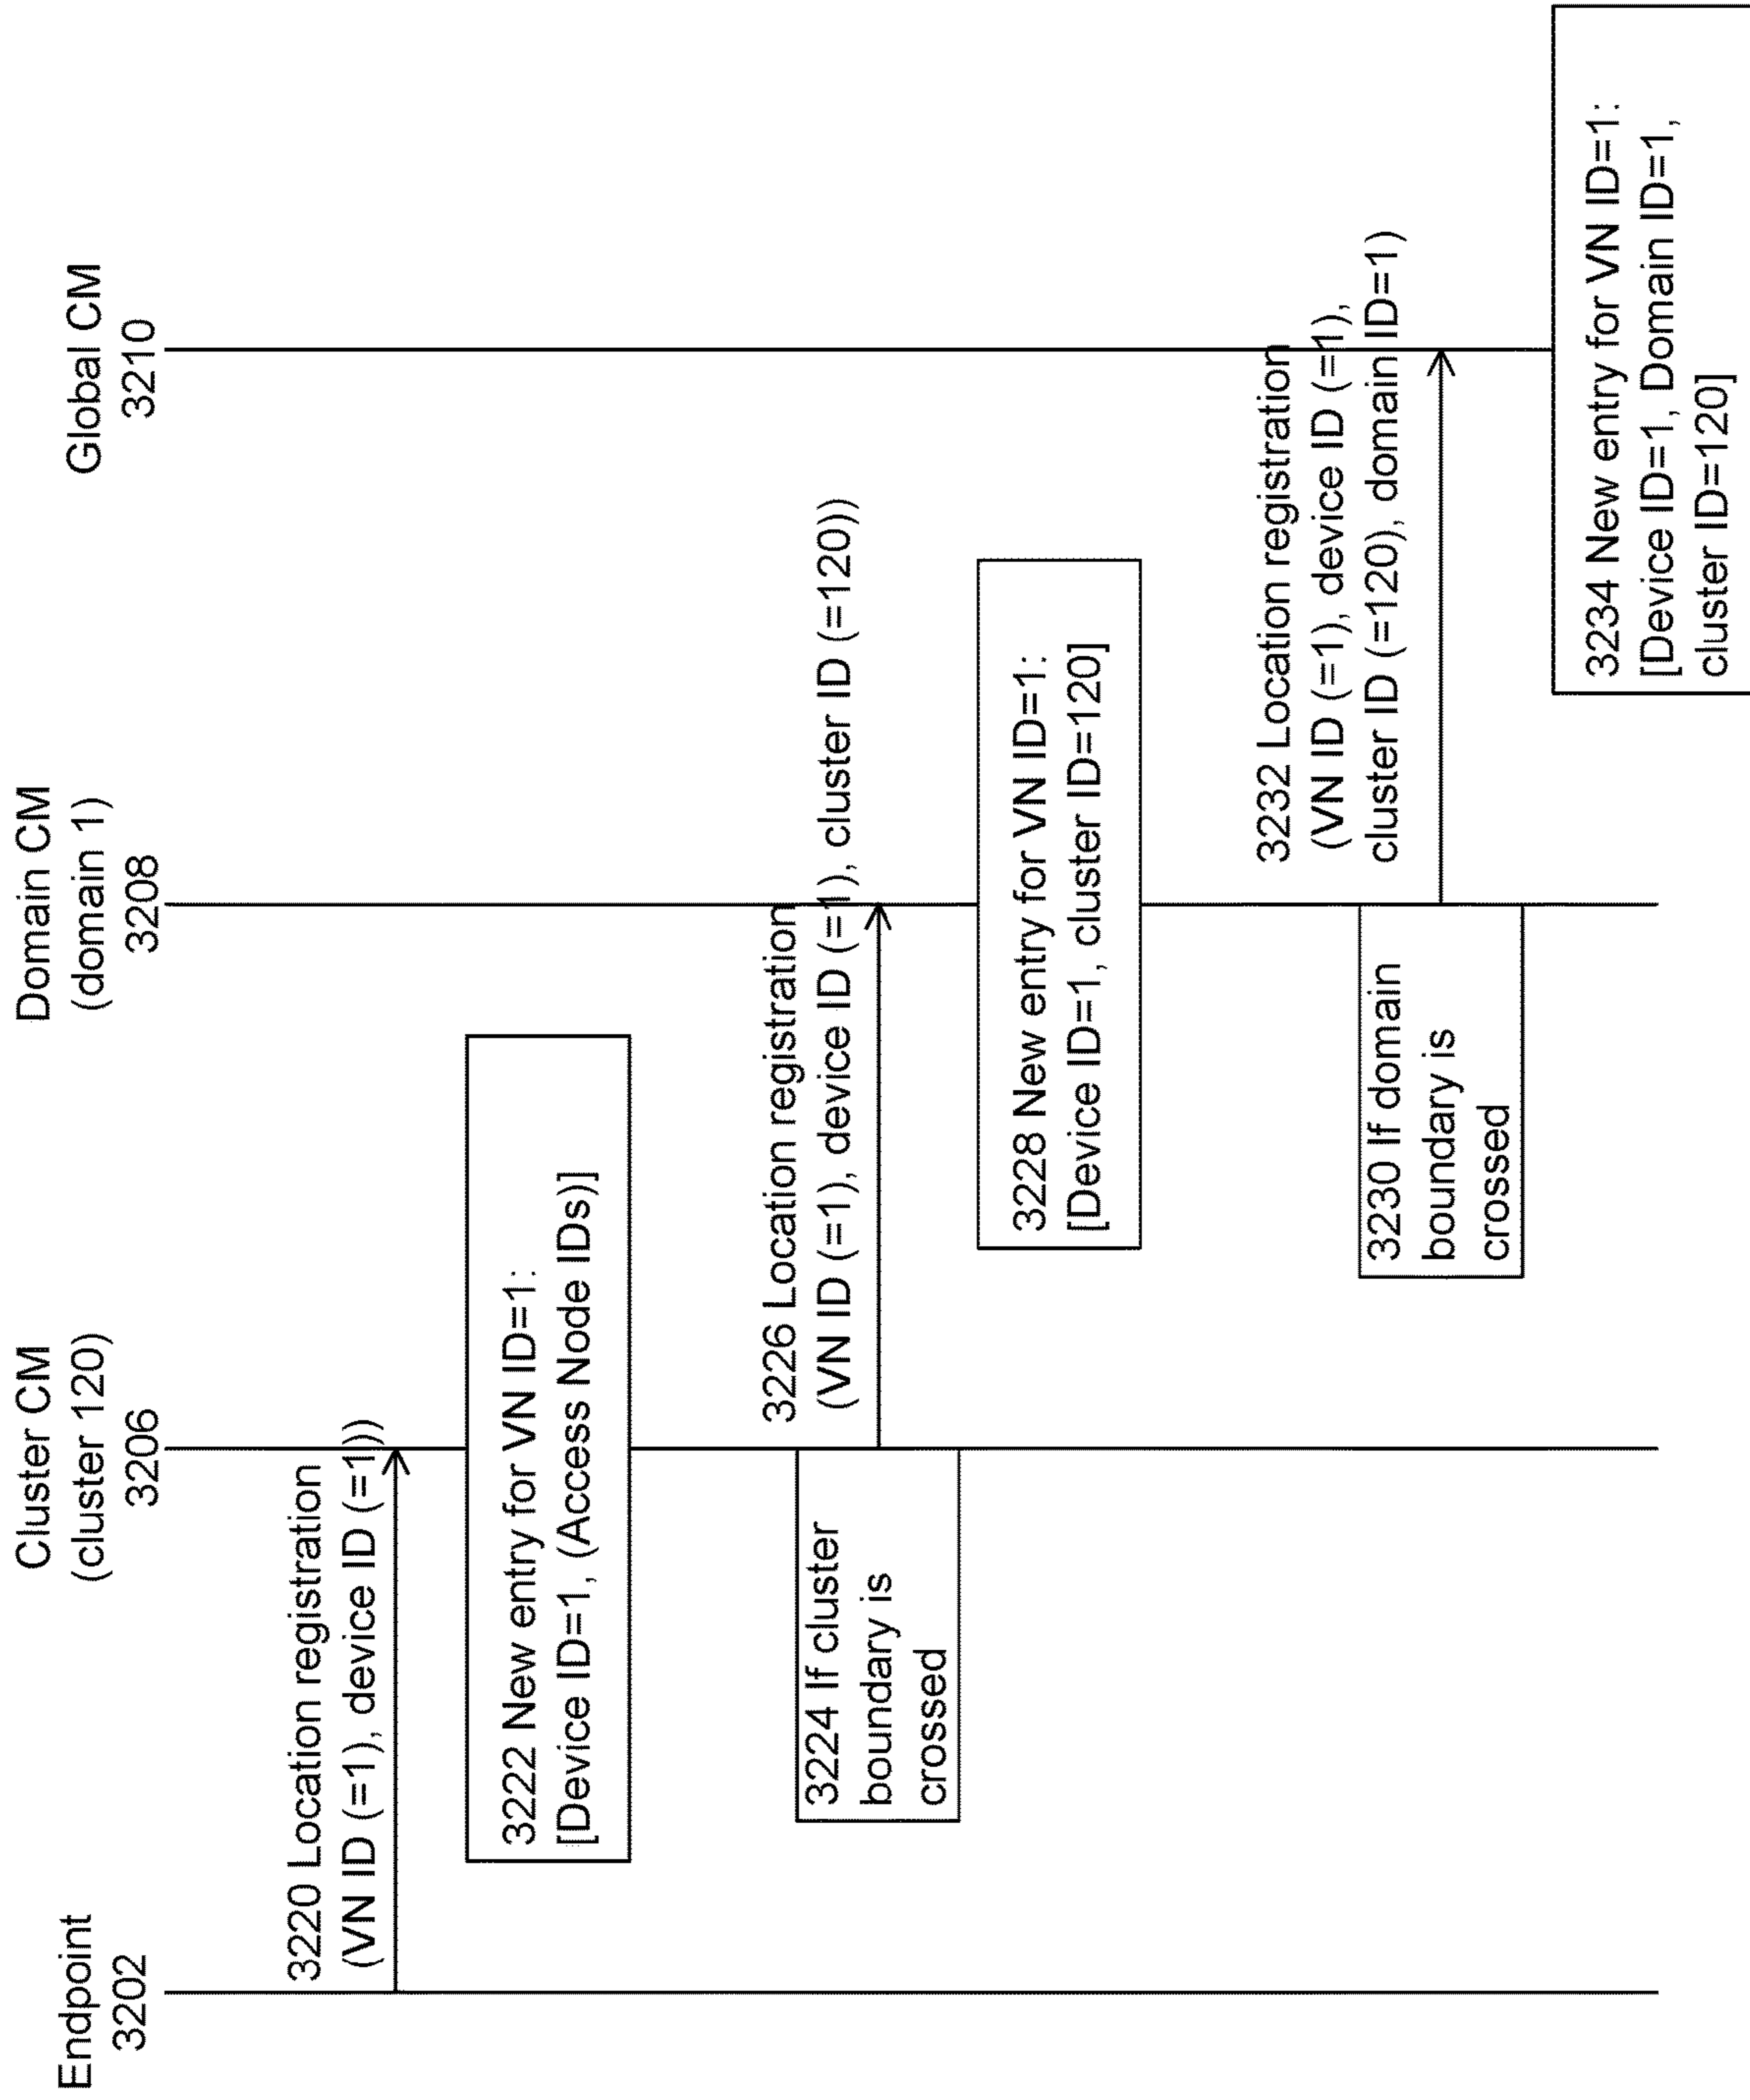 Endpoint
3202
Cluster CM
(cluster 120)
3206
Domain CM
(domain 1)
3208
Global CM
3210
3220 Location registration
(VN ID (=1), device ID (=1))
3222 New entry for VN ID=1:
[Device ID=1, (Access Node IDs)]
3224 If cluster
boundary is
crossed
3226 Location registration
(VN ID (=1), device ID (=1), cluster ID (=120))
3228 New entry for VN ID=1:
[Device ID=1, cluster ID=120]
3230 If domain
boundary is
crossed
3232 Location registration
(VN ID (=1), device ID (=1),
cluster ID (=120), domain ID=1)
3234 New entry for VN ID=1:
[Device ID=1, Domain ID=1,
cluster ID=120]